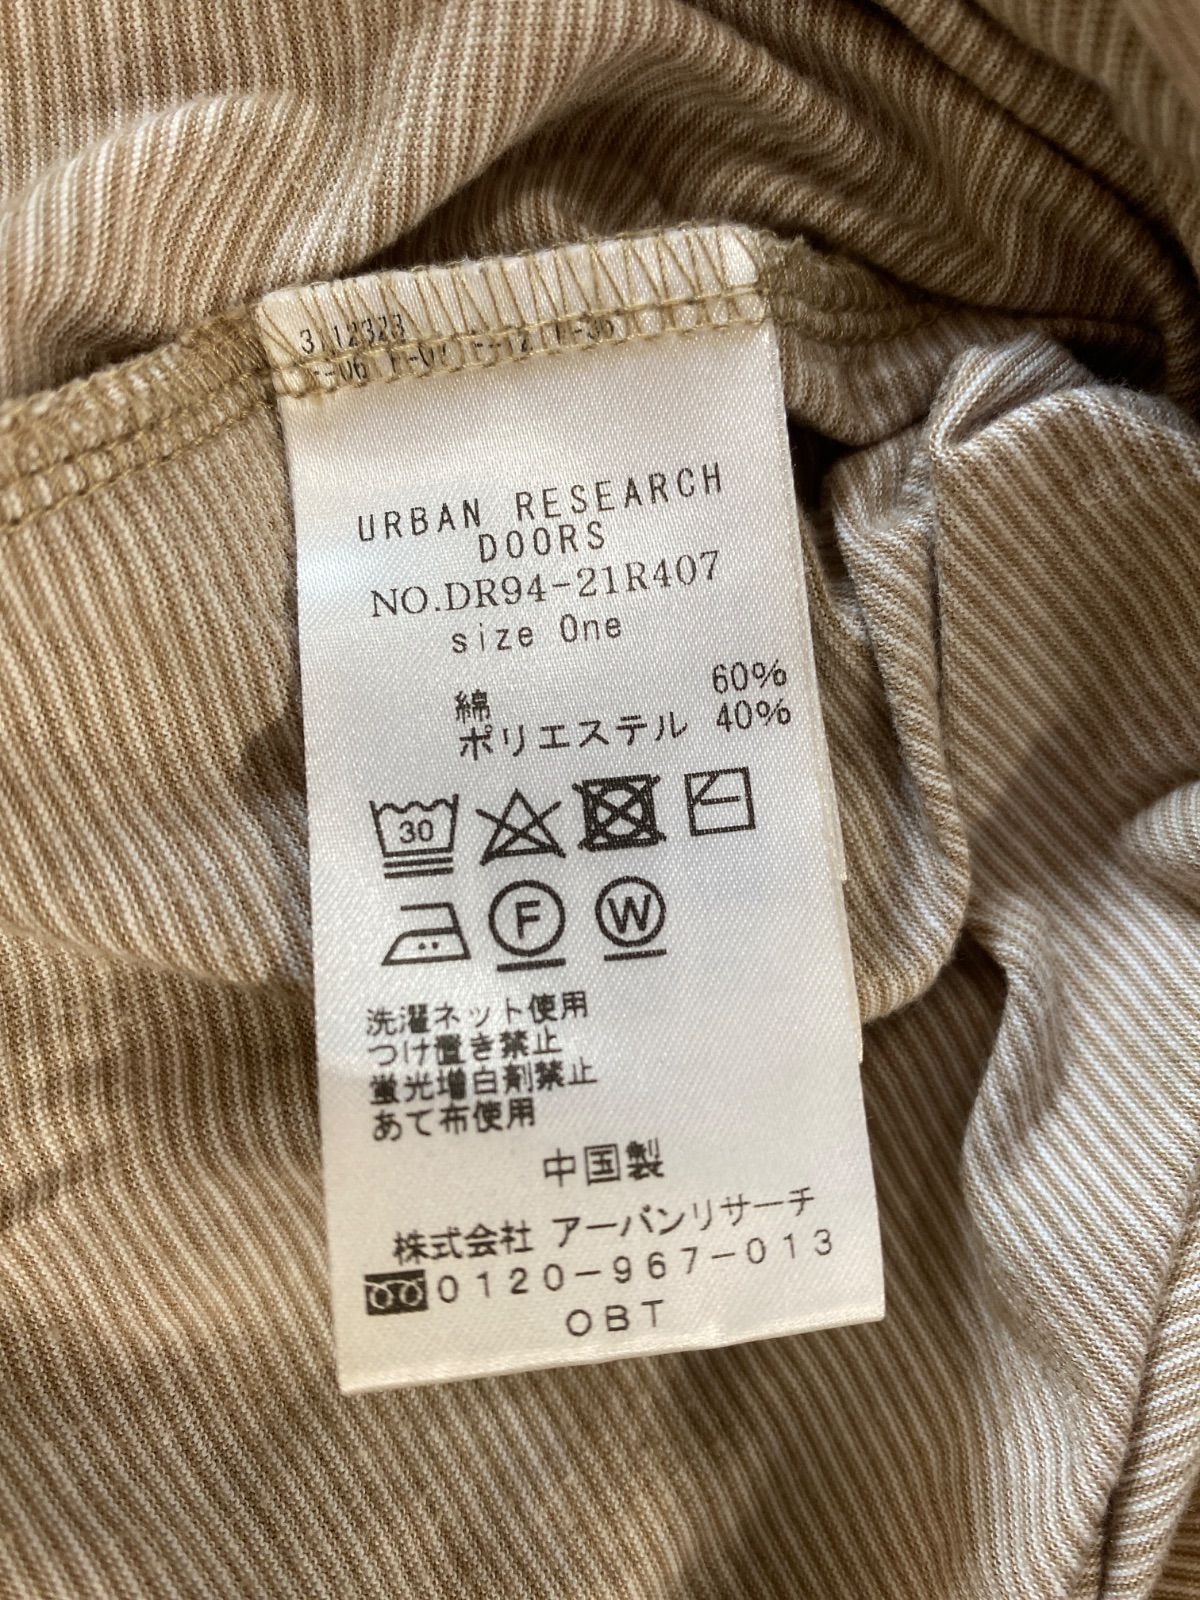 3112323
URBAN RESEARCH
DOORS
NO.DR94-21R407
size One
綿 60%
ポリエステル 40%
30
F W
洗濯ネット使用
つけ置き禁止
蛍光増白剤禁止
あて布使用
中国製
株式会社 アーバンリサーチ
0120-967-013
OBT